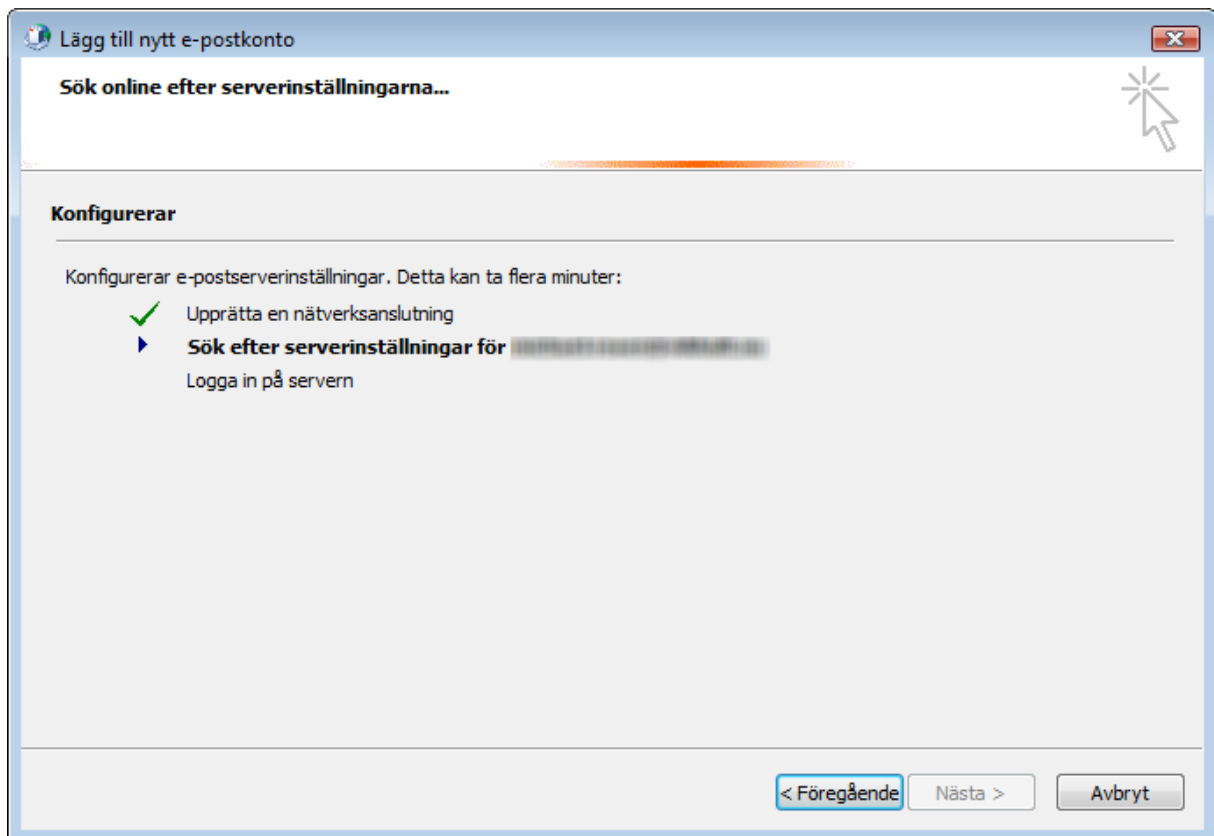 Lägg till nytt e-postkonto
Sök online efter serverinställningarna...
Konfigurerar
Konfigurerar e-postserverinställningar. Detta kan ta flera minuter:
Upprätta en nätverksanslutning
Sök efter serverinställningar för
Logga in på servern
< Föregående
Nästa >
Avbryt